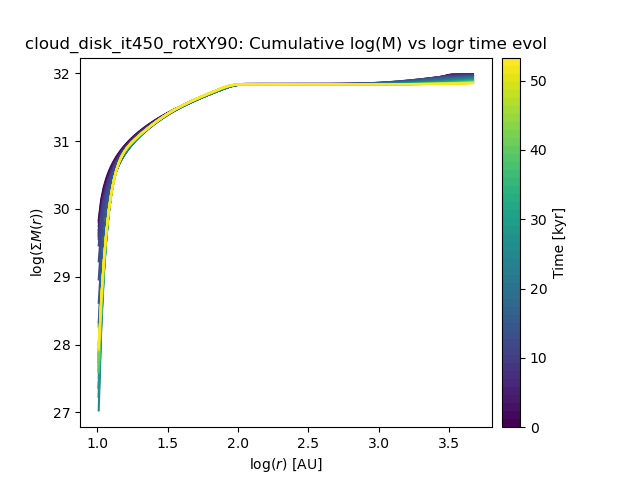 cloud_disk_it450_rotXY90: Cumulative log(M) vs logr time evol
32
31
30
29
28
27
log(ΣM(r))
1.0 1.5 2.0 2.5 3.0 3.5
log(r) [AU]
50
40
30
20
10
0
Time [kyr]